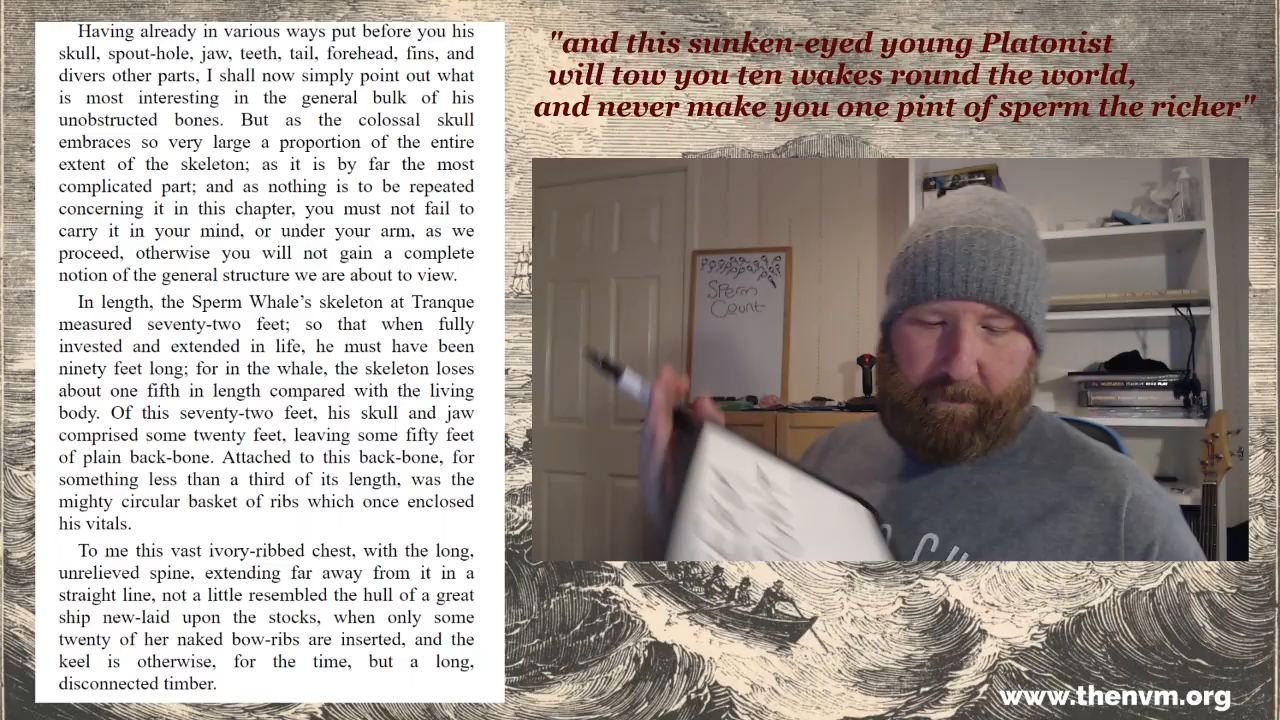 Having already in various ways put before you his
skull, spout-hole, jaw, teeth, tail, forehead, fins, and
divers other parts, I shall now simply point out what
is most interesting in the general bulk of his
unobstructed bones. But as the colossal skull
embraces so very large a proportion of the entire
extent of the skeleton; as it is by far the most
complicated part; and as nothing is to be repeated
concerning it in this chapter, you must not fail to
carry it in your mind, or under your arm, as we
proceed, otherwise you will not gain a complete
notion of the general structure we are about to view.
In length, the Sperm Whale's skeleton at Tranque
measured seventy-two feet; so that when fully
invested and extended in life, he must have been
ninety feet long; for in the whale, the skeleton loses
about one fifth in length compared with the living
body. Of this seventy-two feet, his skull and jaw
comprised some twenty feet, leaving some fifty feet
of plain back-bone. Attached to this back-bone, for
something less than a third of its length, was the
mighty circular basket of ribs which once enclosed
his vitals.
To me this vast ivory-ribbed chest, with the long,
unrelieved spine, extending far away from it in a
straight line, not a little resembled the hull of a great
ship new-laid upon the stocks, when only some
twenty of her naked bow-ribs are inserted, and the
keel is otherwise, for the time, but a long,
disconnected timber.
"and this sunken-eyed young Platonist
will tow you ten wakes round the world,
and never make you one pint of sperm the richer"
Sperm
Count
www.thenvm.org